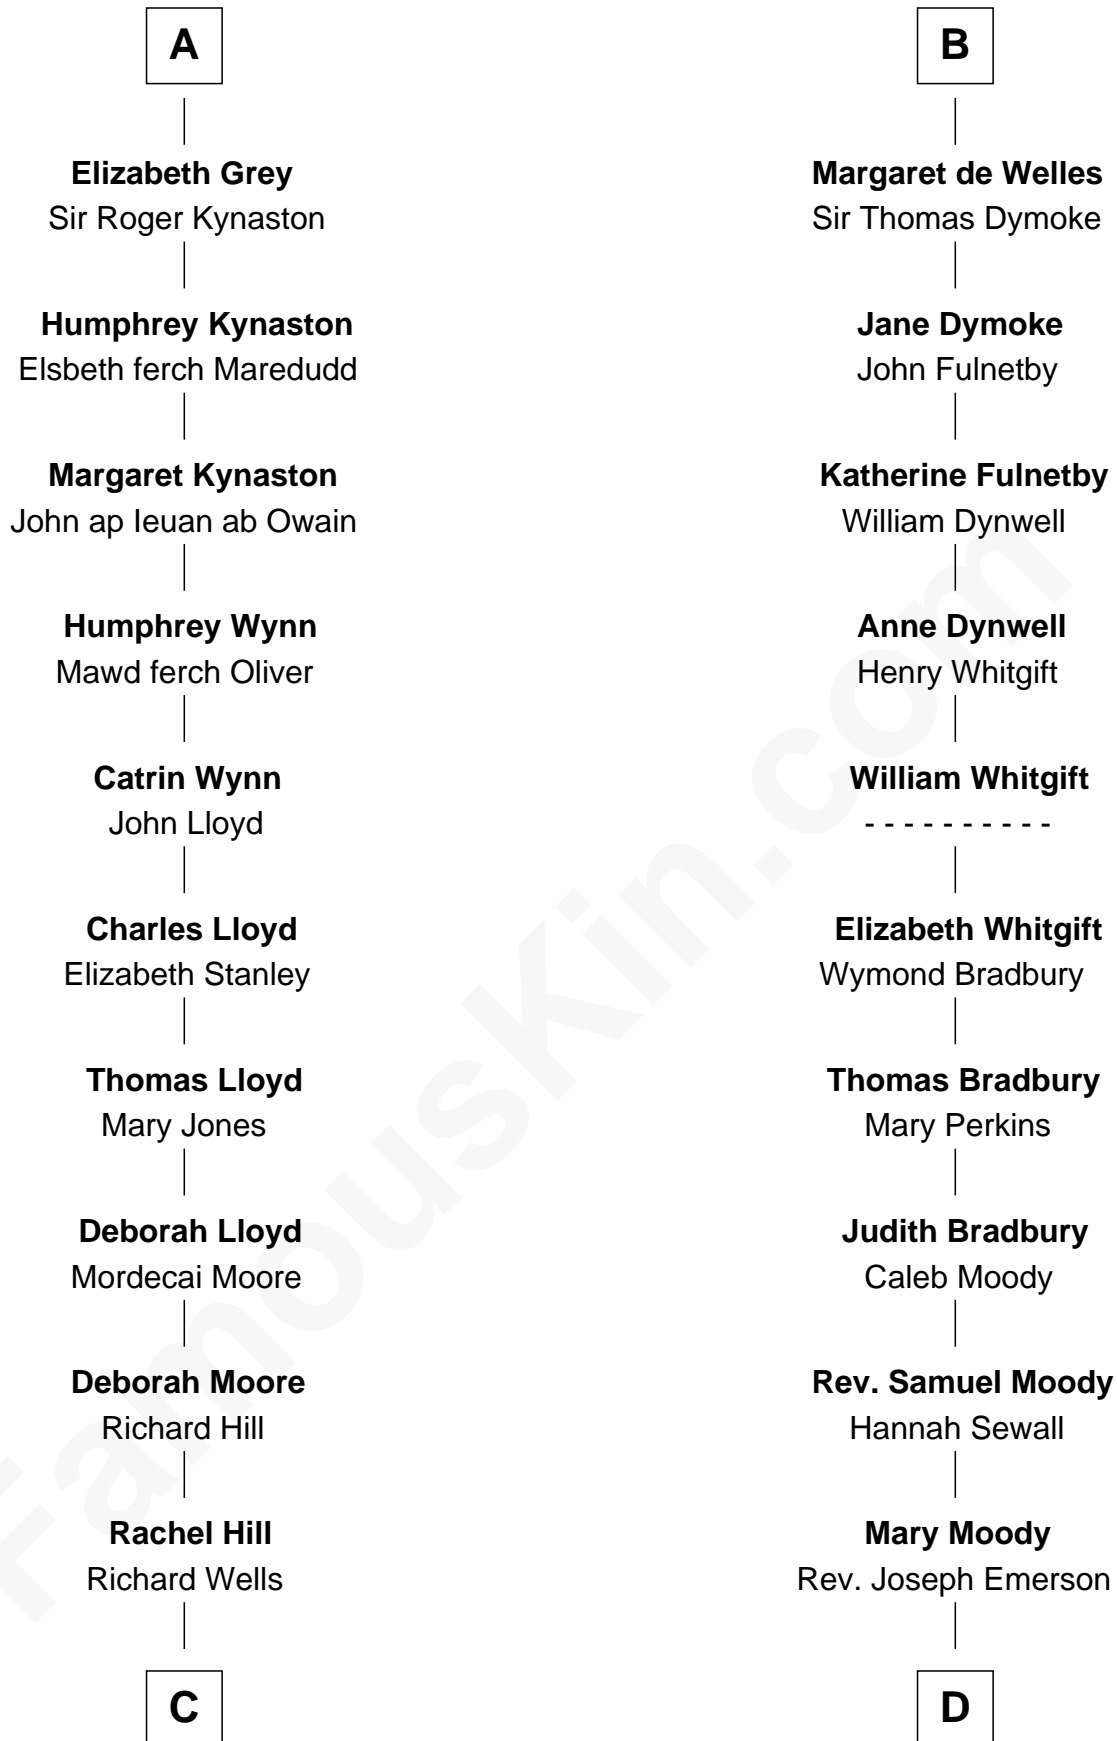 A
Elizabeth Grey
Sir Roger Kynaston
Humphrey Kynaston
Elsbeth ferch Maredudd
Margaret Kynaston
John ap Ieuan ab Owain
Humphrey Wynn
Mawd ferch Oliver
Catrin Wynn
John Lloyd
Charles Lloyd
Elizabeth Stanley
Thomas Lloyd
Mary Jones
Deborah Lloyd
Mordecai Moore
Deborah Moore
Richard Hill
Rachel Hill
Richard Wells
C
B
Margaret de Welles
Sir Thomas Dymoke
Jane Dymoke
John Fulnetby
Katherine Fulnetby
William Dynwell
Anne Dynwell
Henry Whitgift
William Whitgift
- - - - - - - - - -
Elizabeth Whitgift
Wymond Bradbury
Thomas Bradbury
Mary Perkins
Judith Bradbury
Caleb Moody
Rev. Samuel Moody
Hannah Sewall
Mary Moody
Rev. Joseph Emerson
D
FamousKin.com